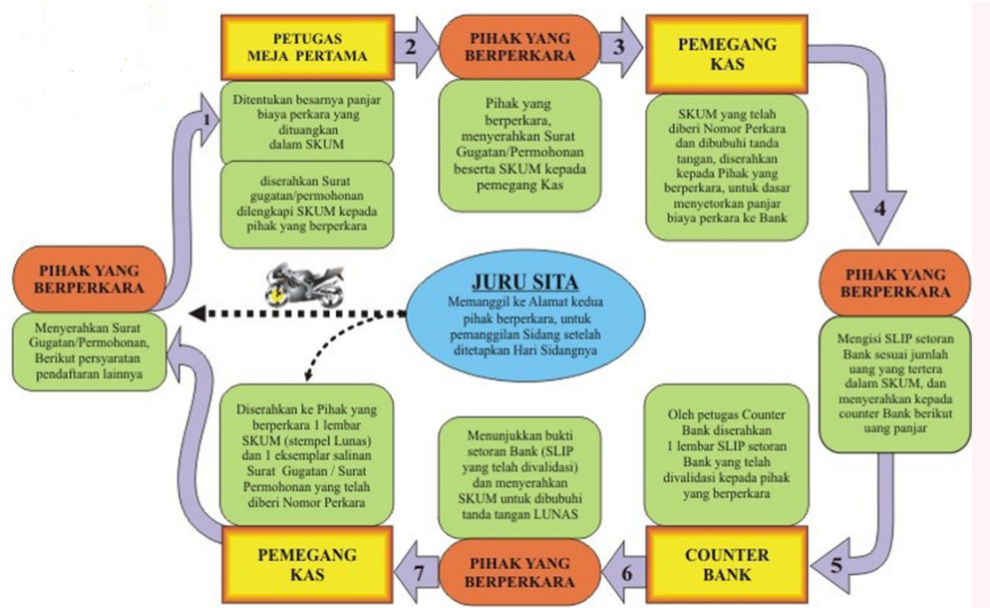 PETUGAS
MEJA PERTAMA
Ditentukan besarnya panjar
biaya perkara yang
dituangkan
dalam SKUM
diserahkan Surat
gugatan/permohonan
dilengkapi SKUM kepada
pihak yang berperkara
2
PIHAK YANG
BERPERKARA
Pihak yang
berperkara,
menyerahkan Surat
Gugatan/Permohonan
beserta SKUM kepada
pemegang Kas
3
PEMEGANG
KAS
SKUM yang telah
diberi Nomor Perkara
dan dibubuhi tanda
tangan, diserahkan
kepada Pihak yang
berperkara, untuk dasar
menyetorkan panjar
biaya perkara ke Bank
4
1
PIHAK YANG
BERPERKARA
Menyerahkan Surat
Gugatan/Permohonan,
Berikut persyaratan
pendaftaran lainnya
JURU SITA
Memanggil ke Alamat kedua
pihak berperkara, untuk
pemanggilan Sidang setelah
ditetapkan Hari Sidangnya
PIHAK YANG
BERPERKARA
Mengisi SLIP setoran
Bank sesuai jumlah
uang yang tertera
dalam SKUM, dan
menyerahkan kepada
counter Bank berikut
uang panjar
5
Oleh petugas Counter
Bank diserahkan
1 lembar SLIP setoran
Bank yang telah
divalidasi kepada pihak
yang berperkara
COUNTER
BANK
6
Menunjukkan bukti
setoran Bank (SLIP
yang telah divalidasi)
dan menyerahkan
SKUM untuk dibubuhi
tanda tangan LUNAS
PIHAK YANG
BERPERKARA
7
Diserahkan ke Pihak yang
berperkara 1 lembar
SKUM (stempel Lunas)
dan 1 eksemplar salinan
Surat Gugatan / Surat
Permohonan yang telah
diberi Nomor Perkara
PEMEGANG
KAS